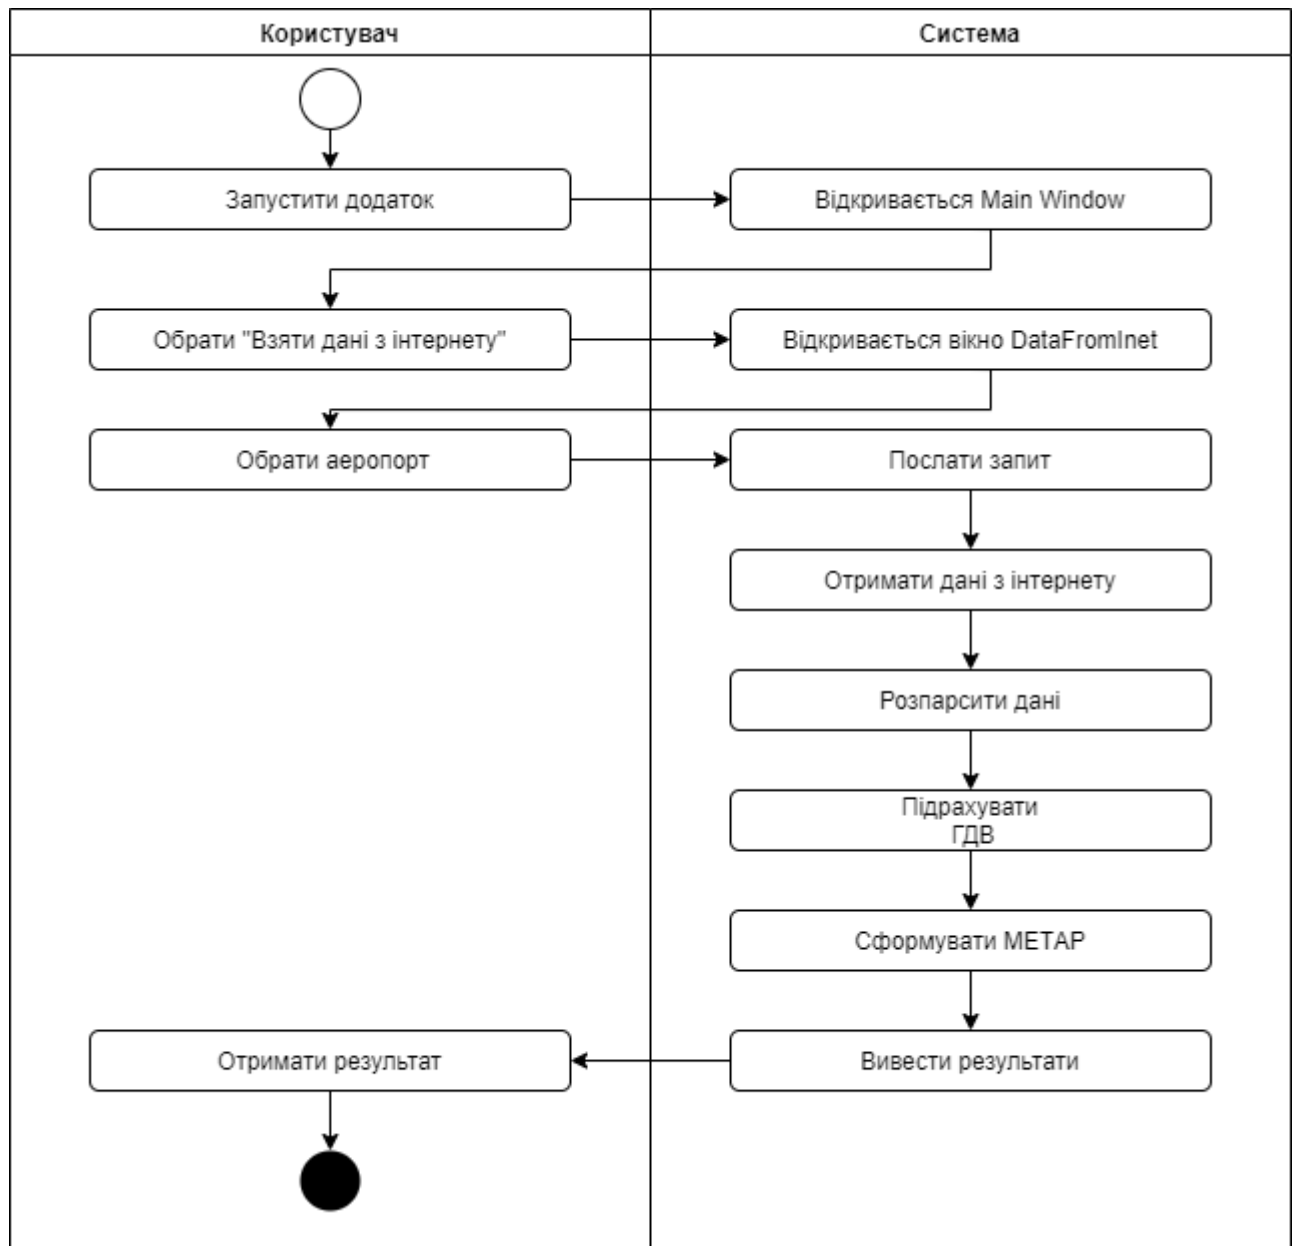 Користувач
Система
Запустити додаток
Відкривається Main Window
Обрати "Взяти дані з інтернету"
Відкривається вікно DataFromInet
Обрати аеропорт
Послати запит
Отримати дані з інтернету
Розпарсити дані
Підрахувати
ГДВ
Сформувати МЕТАР
Вивести результати
Отримати результат